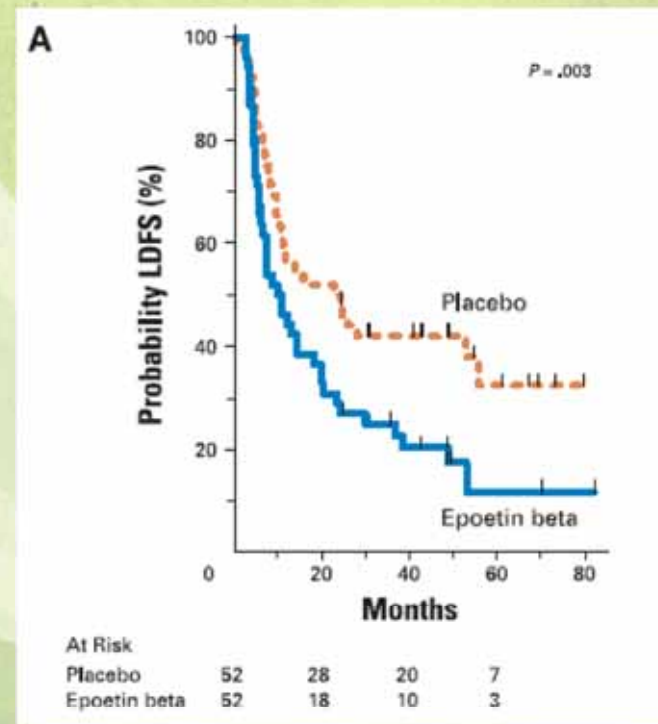 A
100
P = .003
80
60
40
20
Probability LDFS (%)
Placebo
Epoetin beta
0 20 40 60 80
Months
At Risk
Placebo 52 28 20 7
Epoetin beta 52 18 10 3